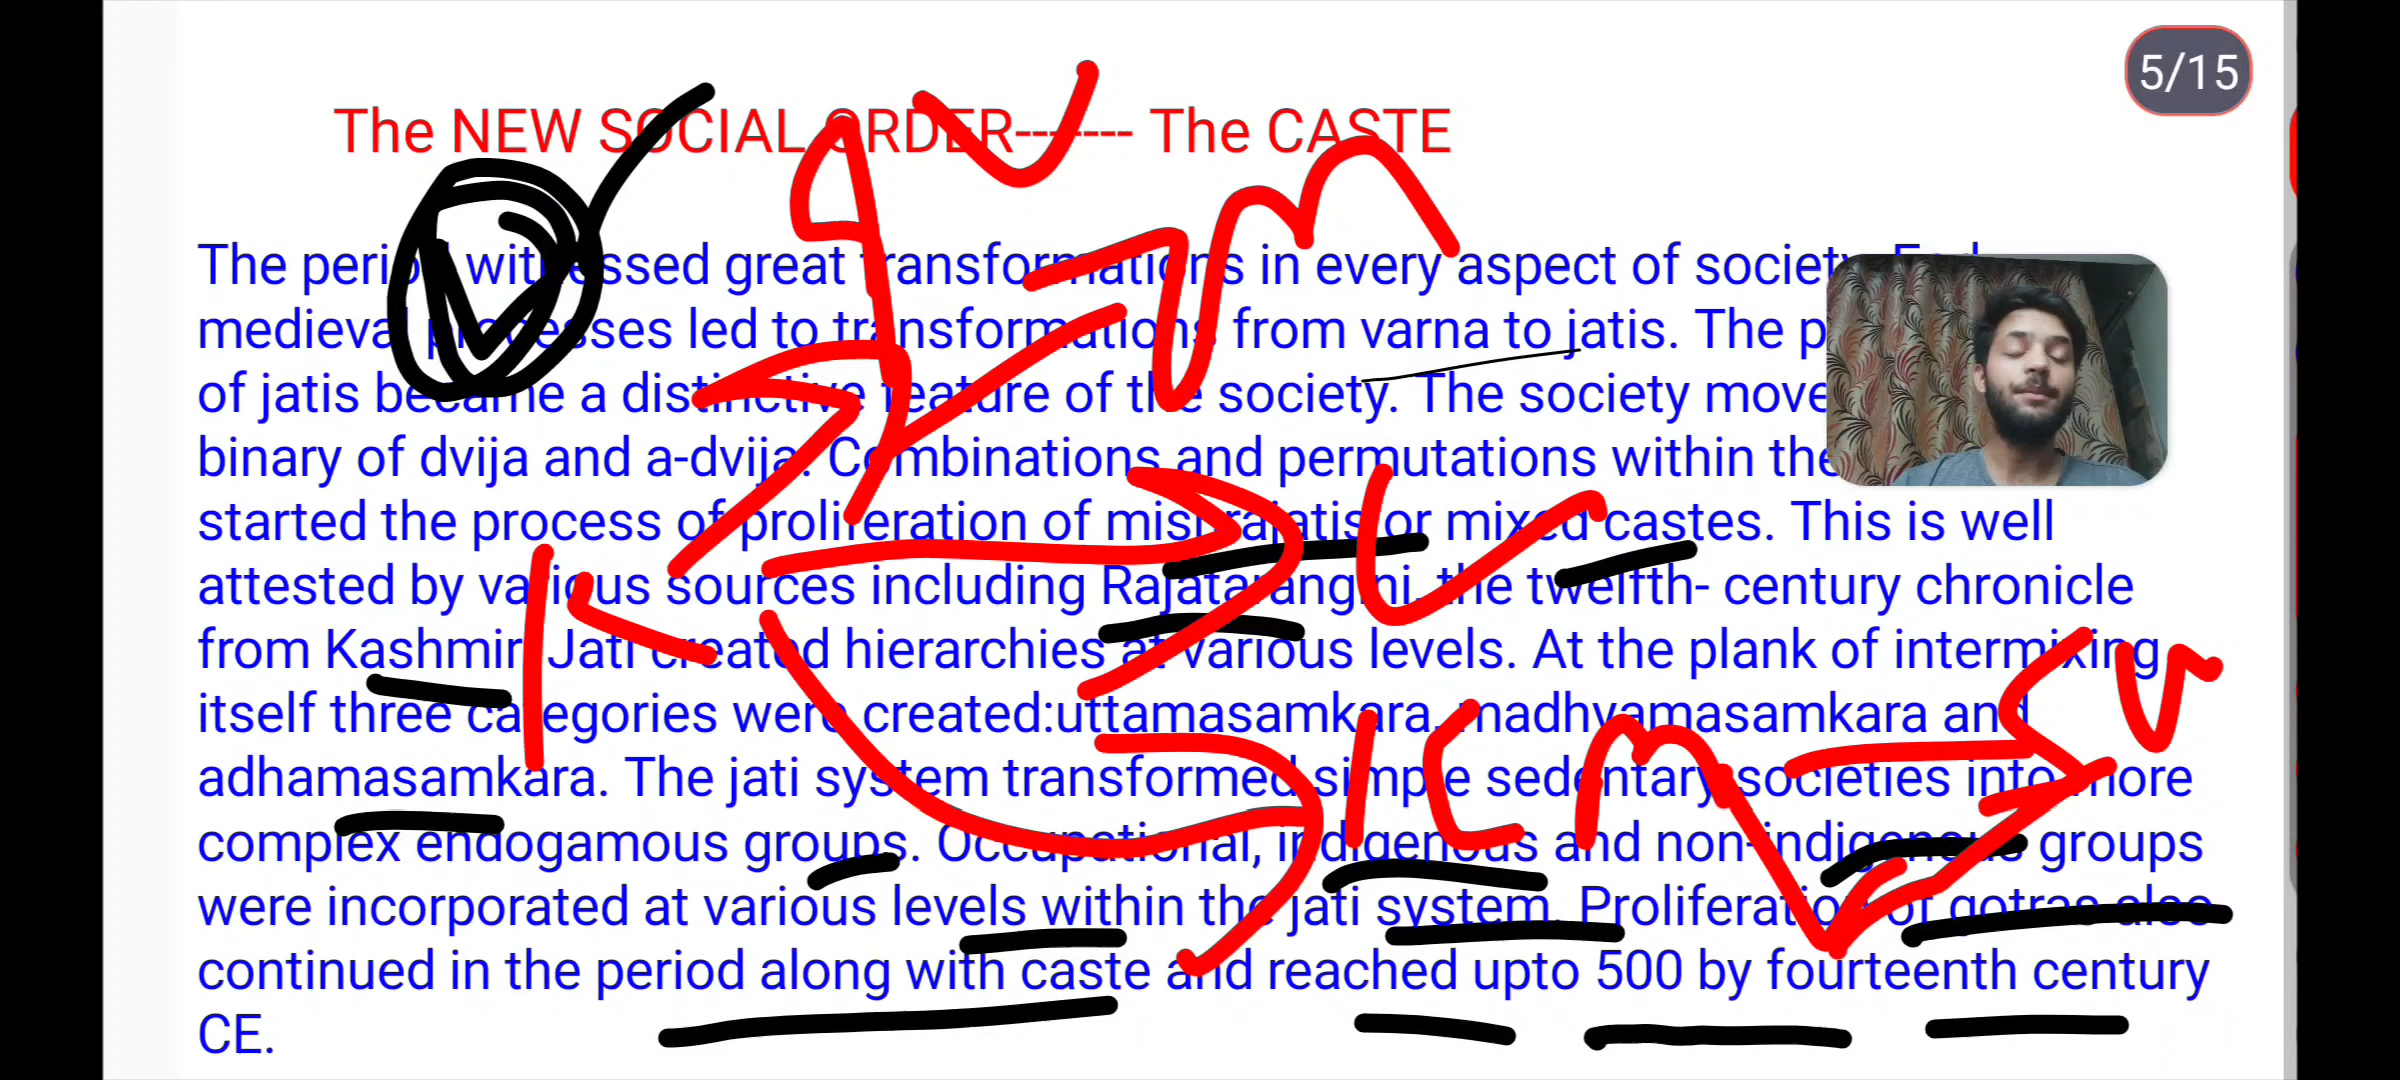 5/15
The NEW SOCIAL ORDER------- The CASTE
The period witnessed great transformations in every aspect of society.
medieval processes led to transformations from varna to jatis. The
of jatis became a distinctive feature of the society. The society
binary of dvija and a-dvija. Combinations and permutations within the
started the process of proliferation of misrajatis or mixed castes. This is well
attested by various sources including Rajatarangini, the twelfth- century chronicle
from Kashmir. Jati created hierarchies at various levels. At the plank of intermixing
itself three categories were created:uttamasamkara, madhyamasamkara and
adhamasamkara. The jati system transformed simple sedentary societies into more
complex endogamous groups. Occupational, indigenous and non-indigenous groups
were incorporated at various levels within the jati system. Proliferation of gotras also
continued in the period along with caste and reached upto 500 by fourteenth century
CE.